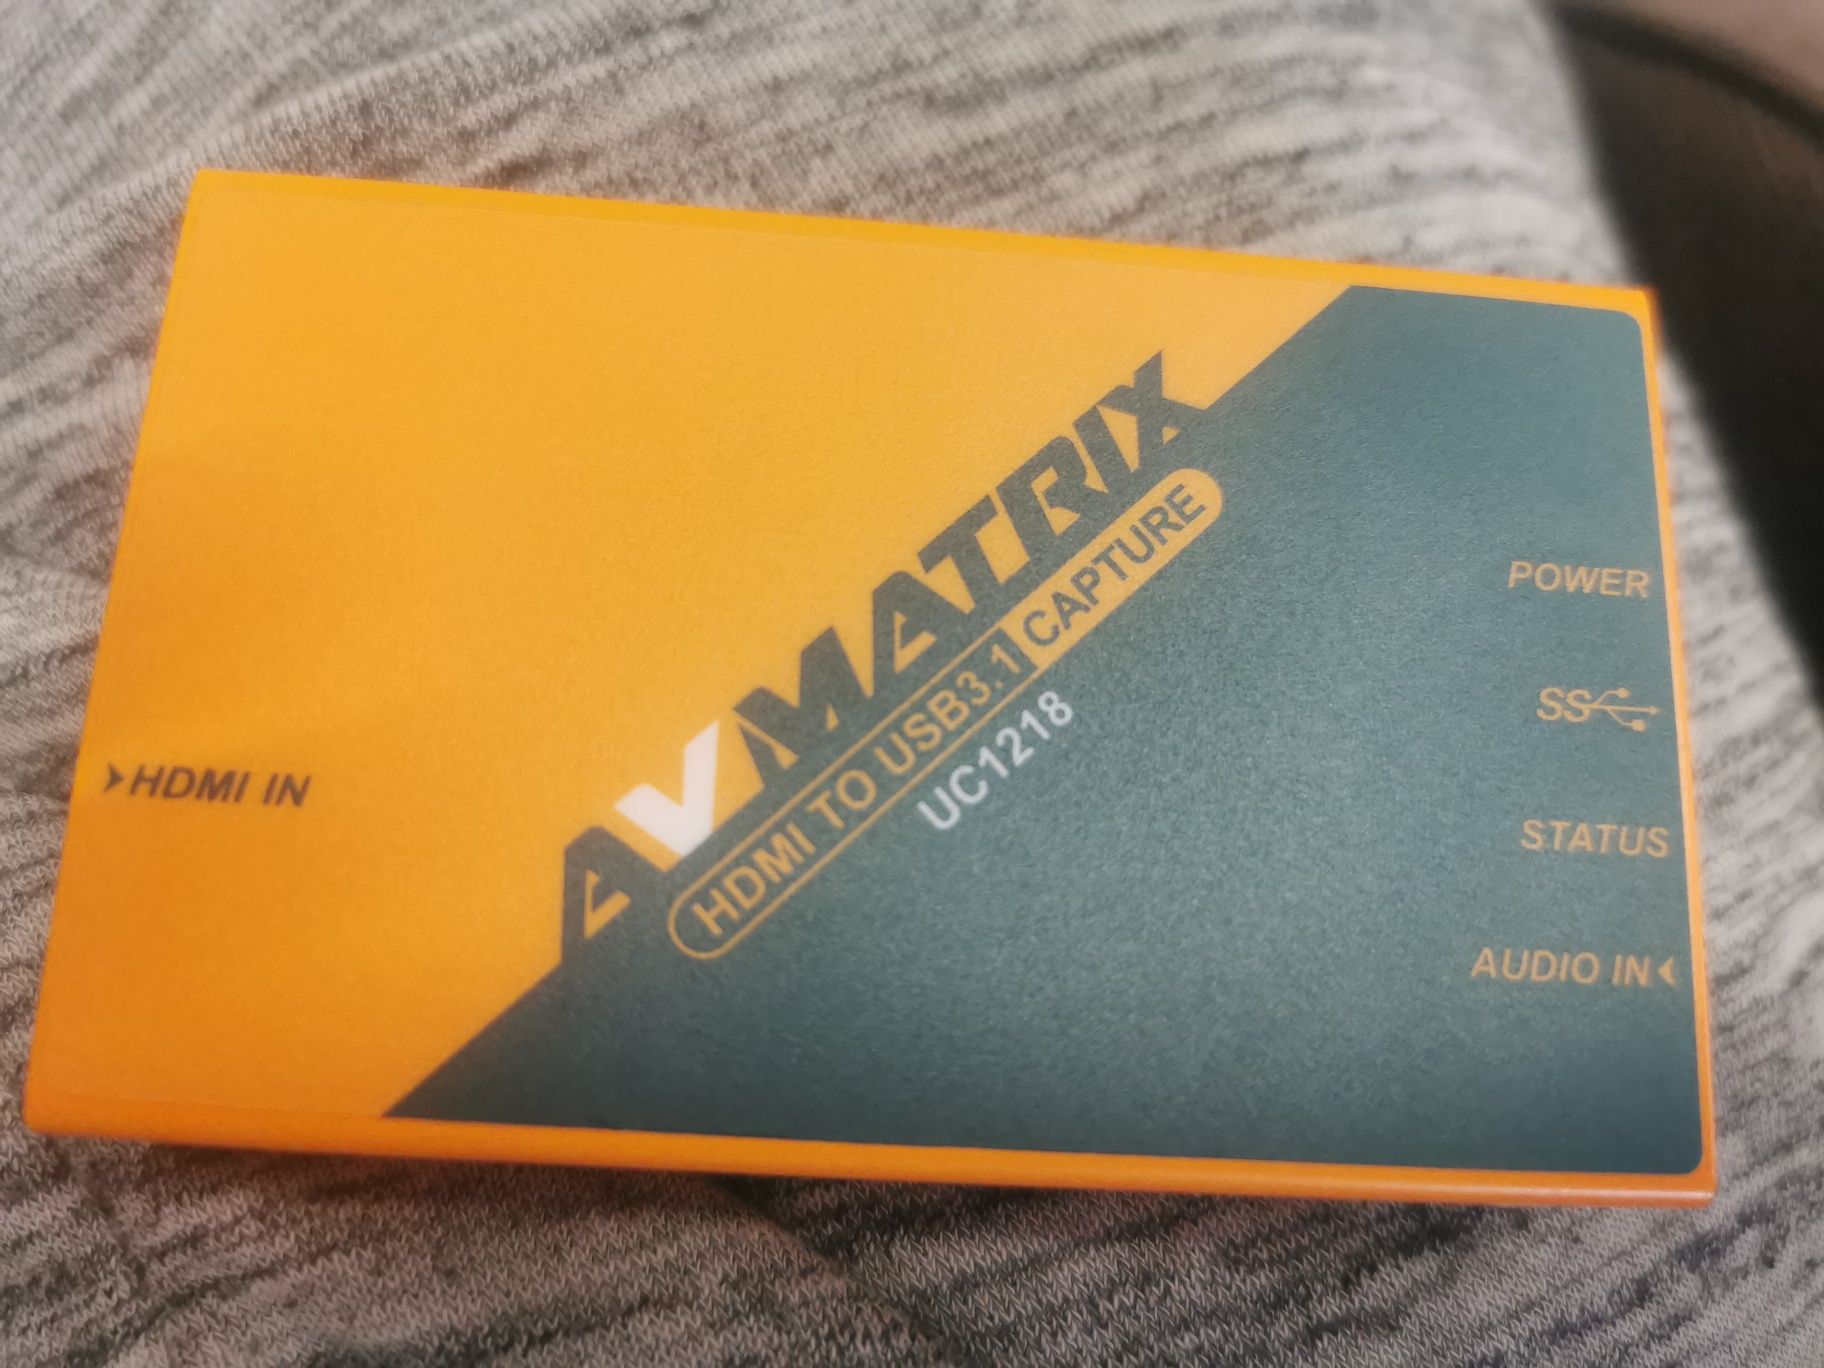 AVMATRIX
HDMI TO USB3.1 CAPTURE
UC1218
HDMI IN
POWER
SS
STATUS
AUDIO IN